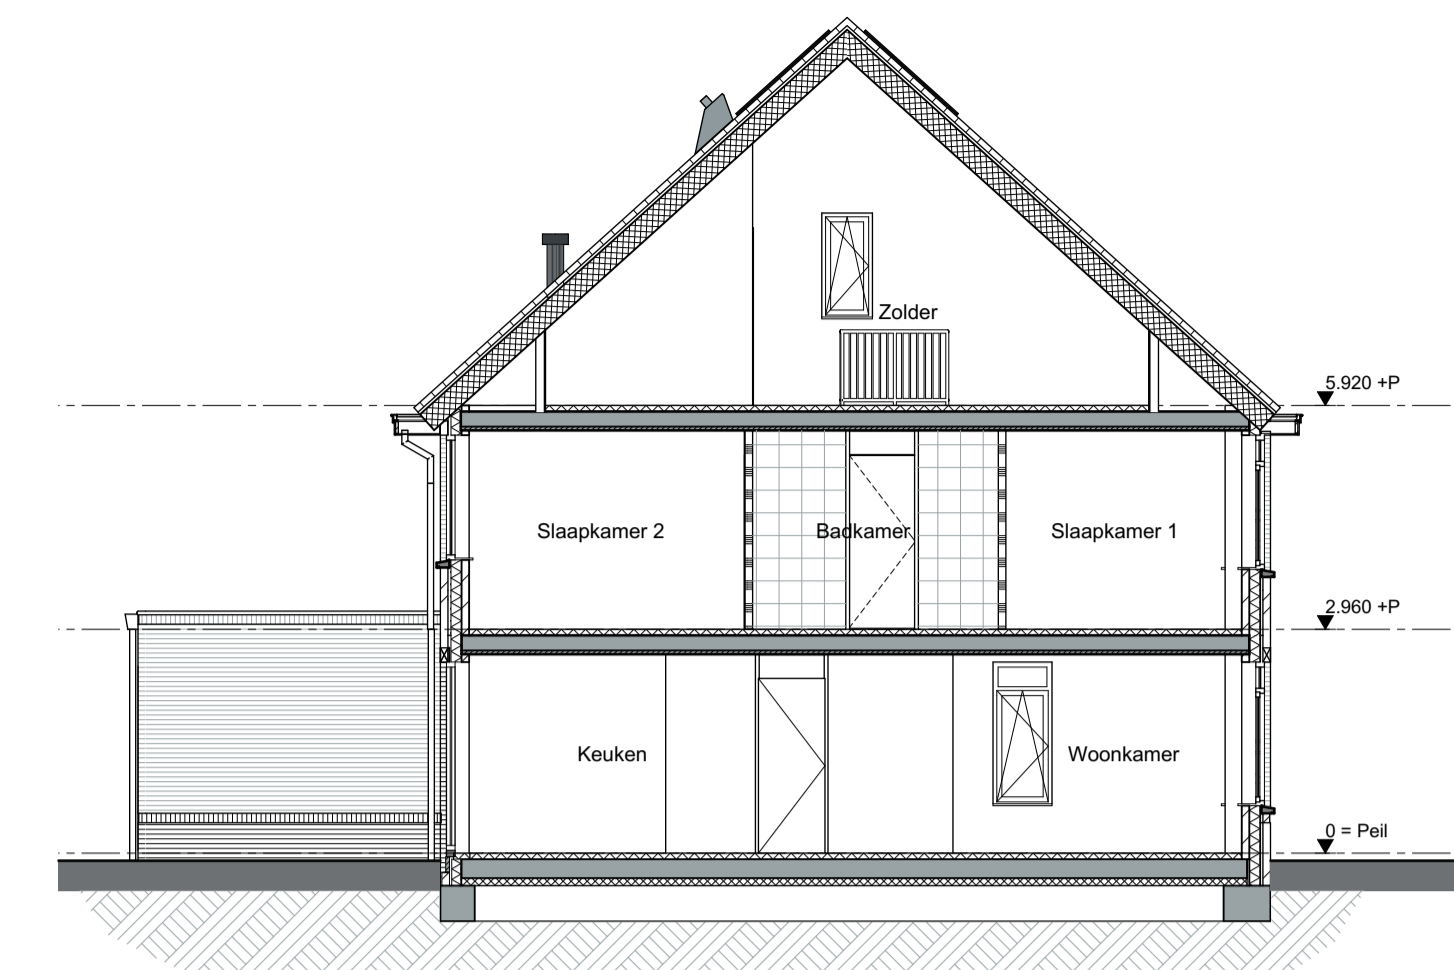 Zolder
5.920 +P
Slaapkamer 2
Badkamer
Slaapkamer 1
2.960 +P
Keuken
Woonkamer
0 = Peil